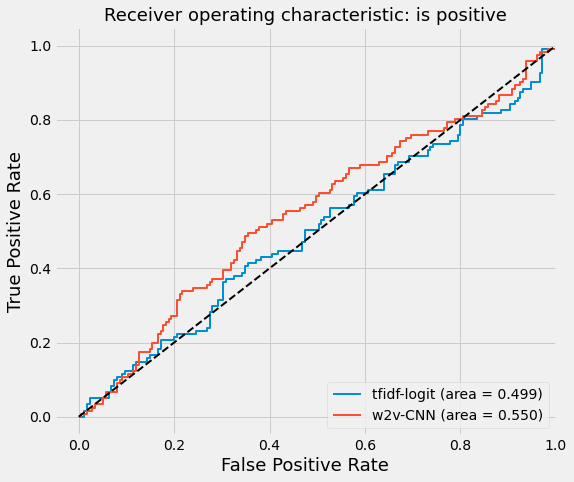 Receiver operating characteristic: is positive
True Positive Rate
1.0
0.8
0.6
0.4
0.2
0.0
tfidf-logit (area = 0.499)
w2v-CNN (area = 0.550)
0.0 0.2 0.4 0.6 0.8 1.0
False Positive Rate